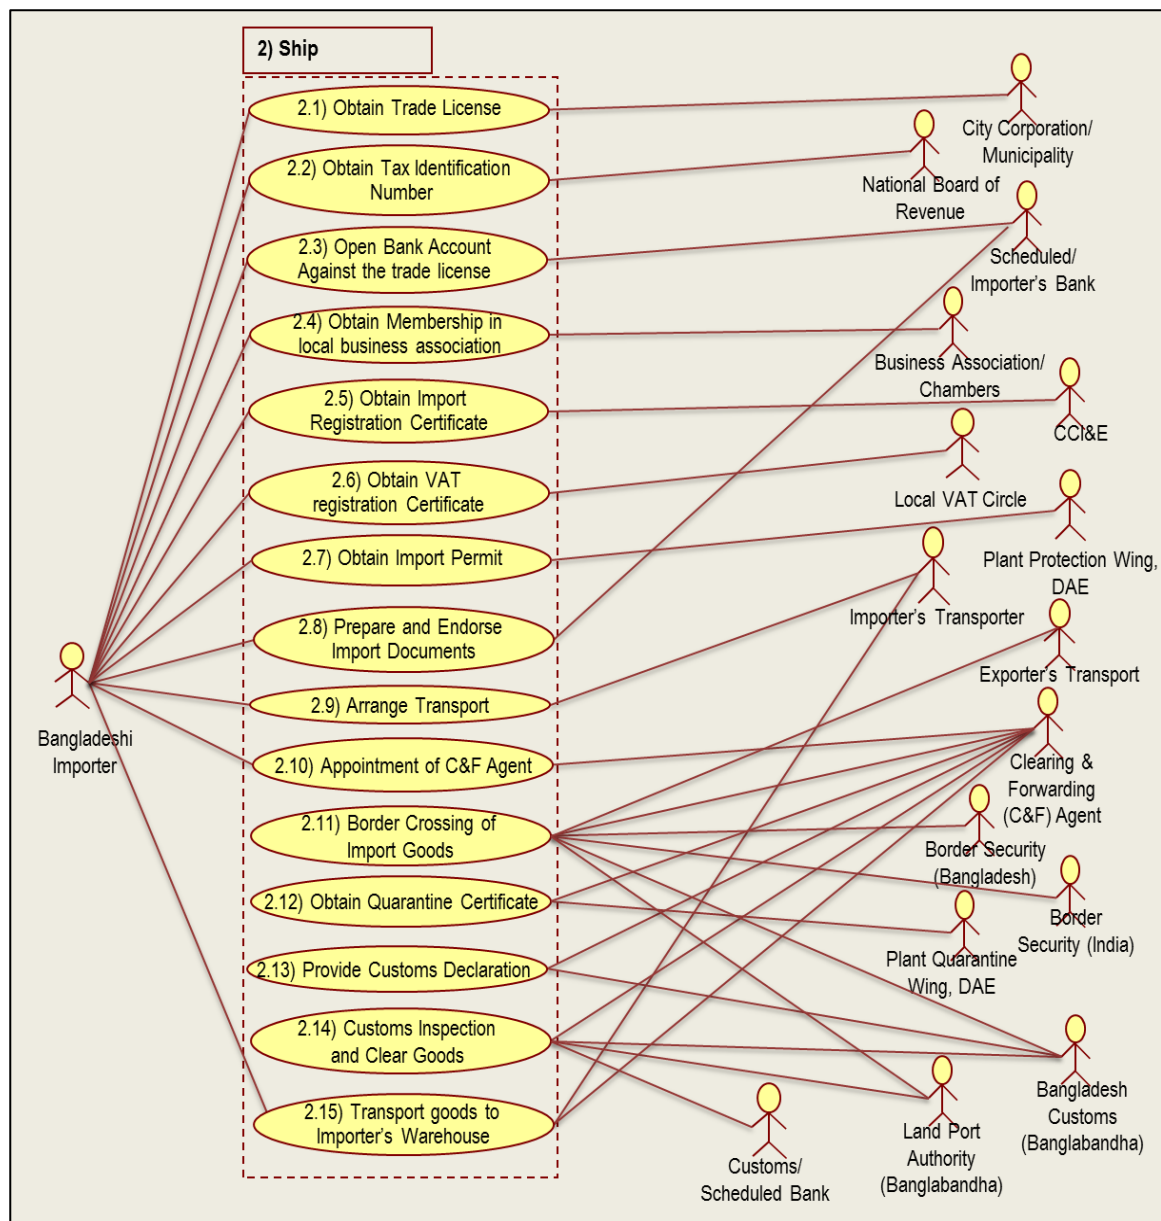 2) Ship
2.1) Obtain Trade License
2.2) Obtain Tax Identification
Number
2.3) Open Bank Account
Against the trade license
2.4) Obtain Membership in
local business association
2.5) Obtain Import
Registration Certificate
2.6) Obtain VAT
registration Certificate
2.7) Obtain Import Permit
2.8) Prepare and Endorse
Import Documents
2.9) Arrange Transport
2.10) Appointment of C&F Agent
2.11) Border Crossing of
Import Goods
2.12) Obtain Quarantine Certificate
2.13) Provide Customs Declaration
2.14) Customs Inspection
and Clear Goods
2.15) Transport goods to
Importer's Warehouse
Bangladeshi
Importer
City Corporation/
Municipality
National Board of
Revenue
Scheduled/
Importer's Bank
Business Association/
Chambers
CCI&E
Local VAT Circle
Plant Protection Wing,
DAE
Importer's Transporter
Exporter's Transport
Clearing &
Forwarding
(C&F) Agent
Border Security
(Bangladesh)
Border
Security (India)
Plant Quarantine
Wing, DAE
Bangladesh
Customs
(Banglabandha)
Land Port
Authority
(Banglabandha)
Customs/
Scheduled Bank